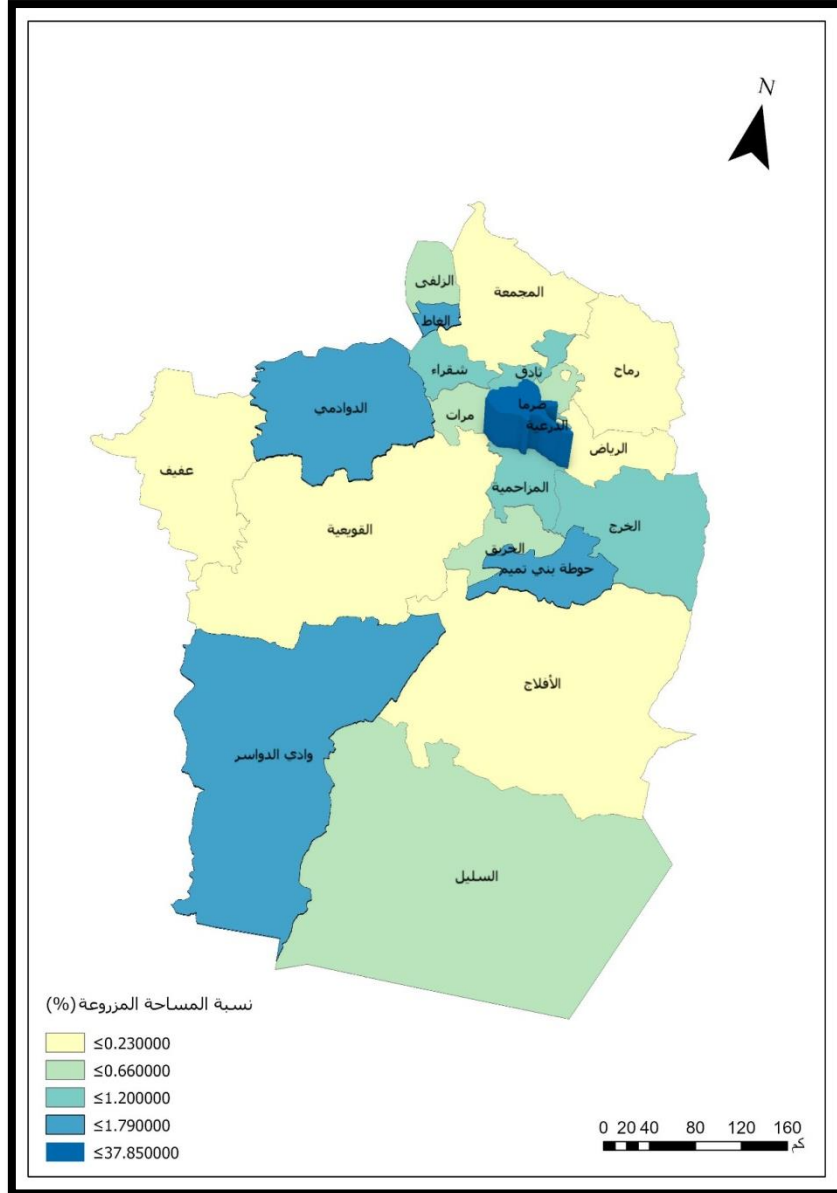 N
الزلفى
المجمعة
الغاط
رماح
شقراء
ثادق
الدوادمي
مرات
ضرما
الدرعية
الرياض
عفيف
المزاحمية
الخرج
القويعية
الحريق
حوطة بني تميم
الأفلاج
وادي الدواسر
السليل
نسبة المساحة المزروعة (%)
≤0.230000
≤0.660000
≤1.200000
≤1.790000
≤37.850000
0 20 40 80 120 160
كم